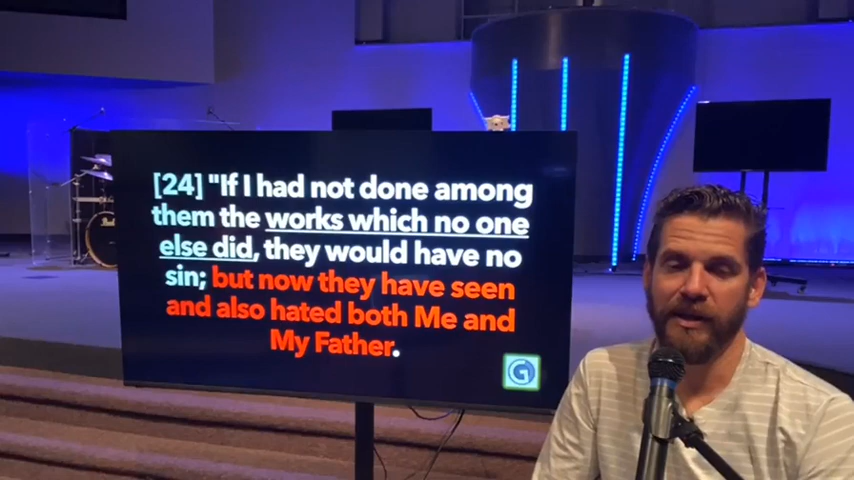 [24] "If I had not done among
them the works which no one
else did, they would have no
sin; but now they have seen
and also hated both Me and
My Father.
G